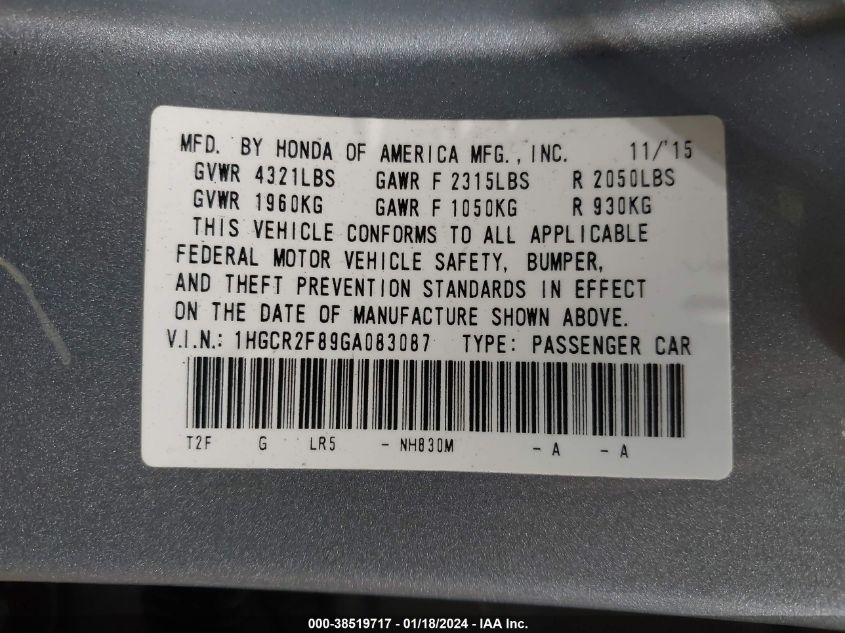 MFD. BY HONDA OF AMERICA MFG., INC. 11/'15
GVWR 4321LBS GAWR F 2315LBS R 2050LBS
GVWR 1960KG GAWR F 1050KG R 930KG
THIS VEHICLE CONFORMS TO ALL APPLICABLE
FEDERAL MOTOR VEHICLE SAFETY, BUMPER,
AND THEFT PREVENTION STANDARDS IN EFFECT
ON THE DATE OF MANUFACTURE SHOWN ABOVE.
V.I.N.: 1HGCR2F89GA083087 TYPE: PASSENGER CAR
T2F G LR5 - NH830M - A - A
000-38519717 - 01/18/2024 - IAA Inc.